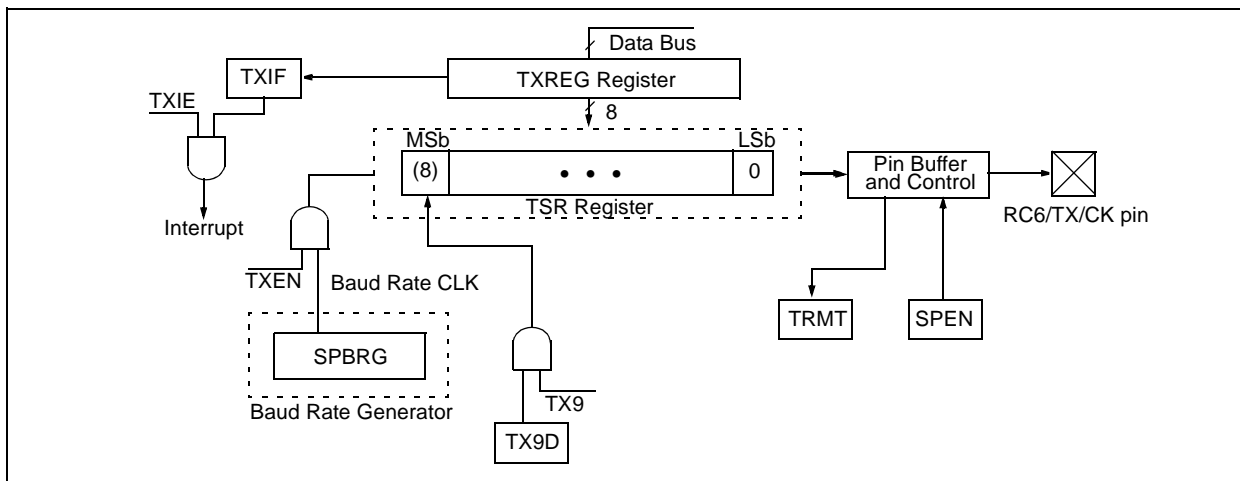 Data Bus
TXIF
TXREG Register
TXIE
8
MSb
LSb
(8)
• • •
0
Pin Buffer
and Control
TSR Register
Interrupt
RC6/TX/CK pin
TXEN
Baud Rate CLK
TRMT
SPEN
SPBRG
TX9
Baud Rate Generator
TX9D